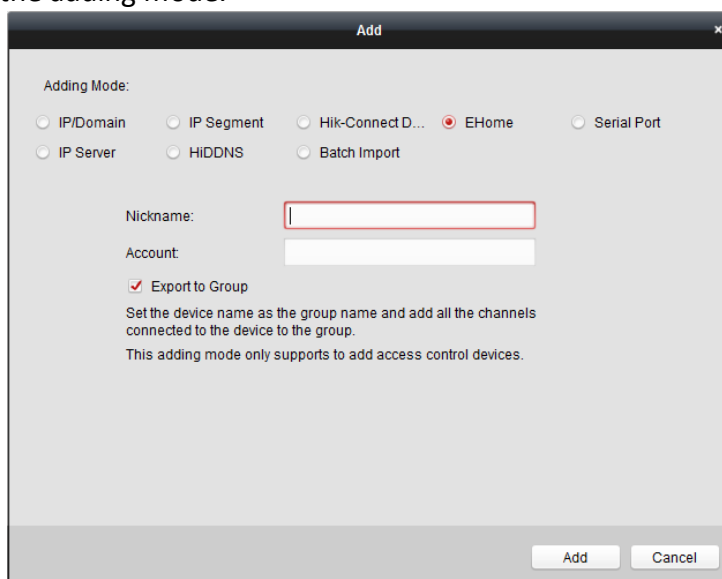 the adding mode.
Add
×
Adding Mode:
IP/Domain IP Segment Hik-Connect D... EHome Serial Port
IP Server HiDDNS Batch Import
Nickname:
Account:
Export to Group
Set the device name as the group name and add all the channels
connected to the device to the group.
This adding mode only supports to add access control devices.
Add Cancel